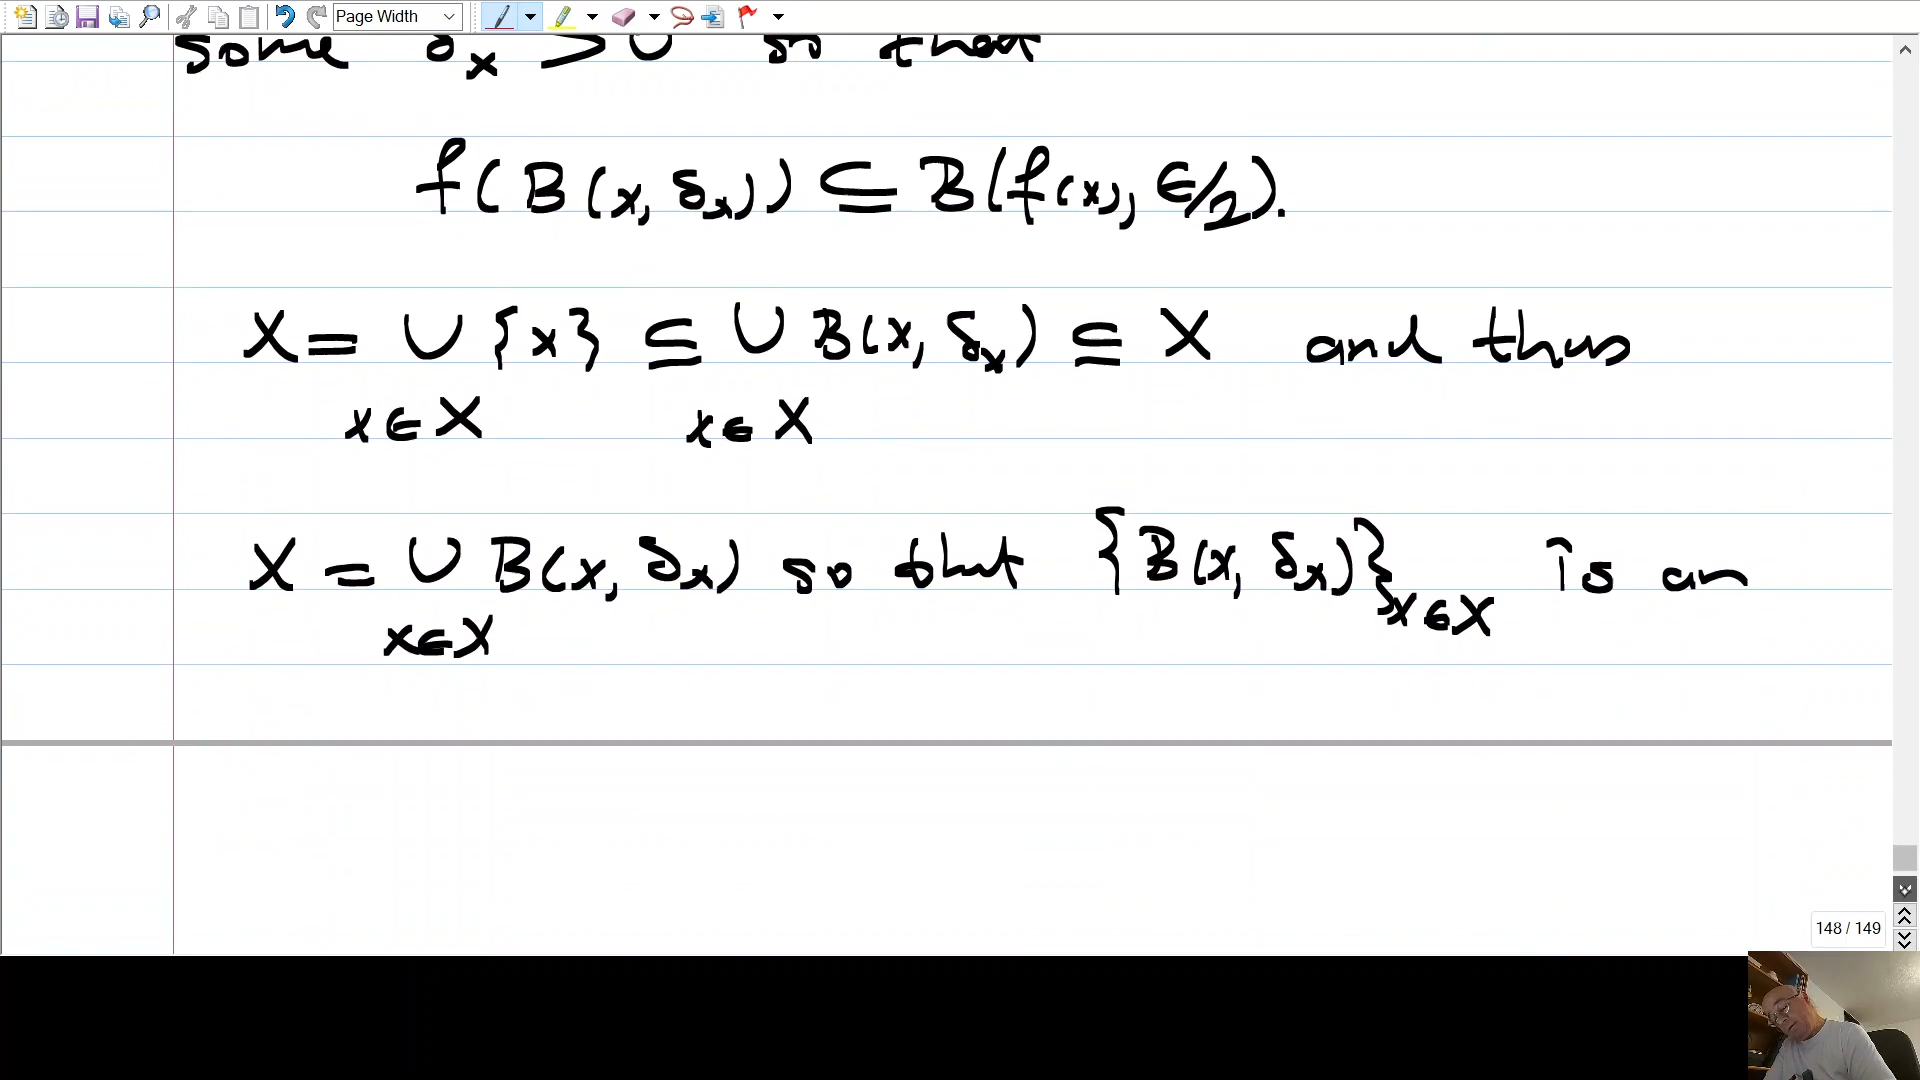 Page Width
some δₓ > 0 so that
f(B(x, δₓ)) ⊆ B(f(x), ϵ/2).
X = ∪ {x} ⊆ ∪ B(x, δₓ) ⊆ X and thus
x∈X x∈X
X = ∪ B(x, δₓ) so that {B(x, δₓ)}x∈X is an
x∈X
148 / 149